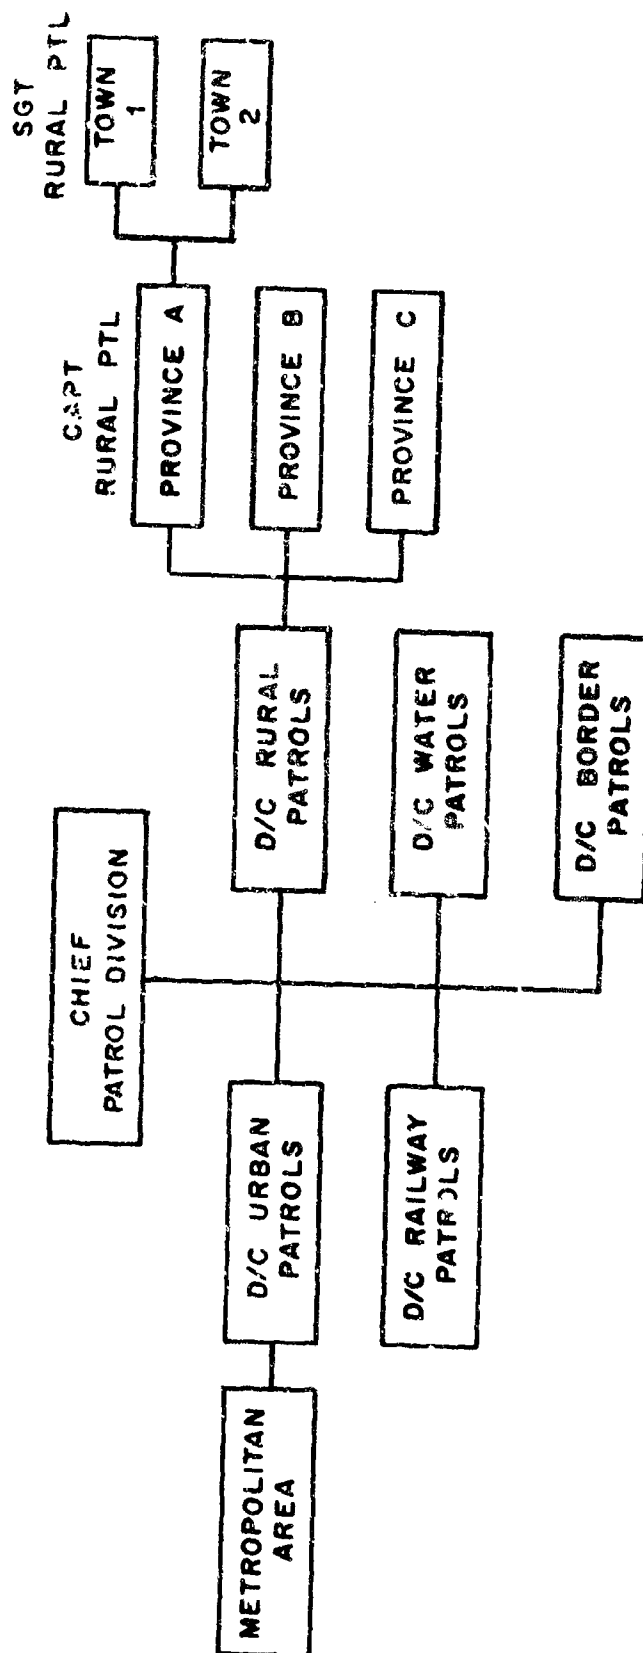 CHIEF
PATROL DIVISION
METROPOLITAN
AREA
D/C URBAN
PATROLS
D/C RURAL
PATROLS
CAPT
RURAL PTL
PROVINCE A
PROVINCE B
PROVINCE C
SGT
RURAL PTL
TOWN
1
TOWN
2
D/C RAILWAY
PATROLS
D/C WATER
PATROLS
D/C BORDER
PATROLS